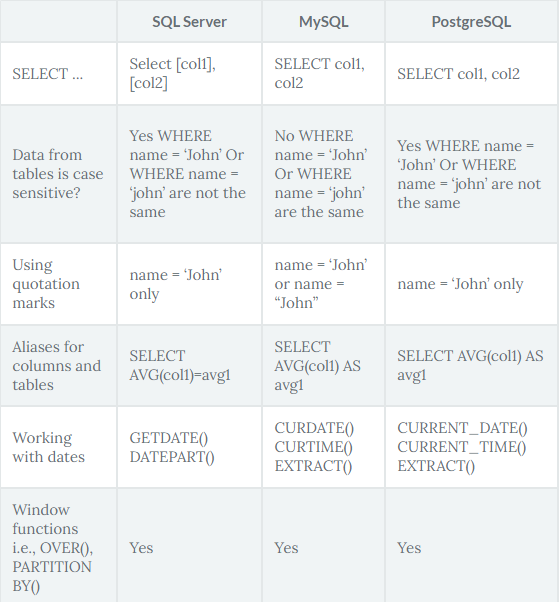 SQL Server MySQL PostgreSQL
SELECT ...
Select [col1],
[col2]
SELECT col1,
col2
SELECT col1, col2
Data from
tables is case
sensitive?
Yes WHERE
name = ‘John’ Or
WHERE name =
‘john’ are not the
same
No WHERE
name = ‘John’
Or WHERE
name = ‘john’
are the same
Yes WHERE name =
‘John’ Or WHERE
name = ‘john’ are not
the same
Using
quotation
marks
name = ‘John’
only
name = ‘John’
or name =
“John”
name = ‘John’ only
Aliases for
columns and
tables
SELECT
AVG(col1)=avg1
SELECT
AVG(col1) AS
avg1
SELECT AVG(col1) AS
avg1
Working
with dates
GETDATE()
DATEPART()
CURDATE()
CURTIME()
EXTRACT()
CURRENT_DATE()
CURRENT_TIME()
EXTRACT()
Window
functions
i.e., OVER(),
PARTITION
BY()
Yes
Yes
Yes